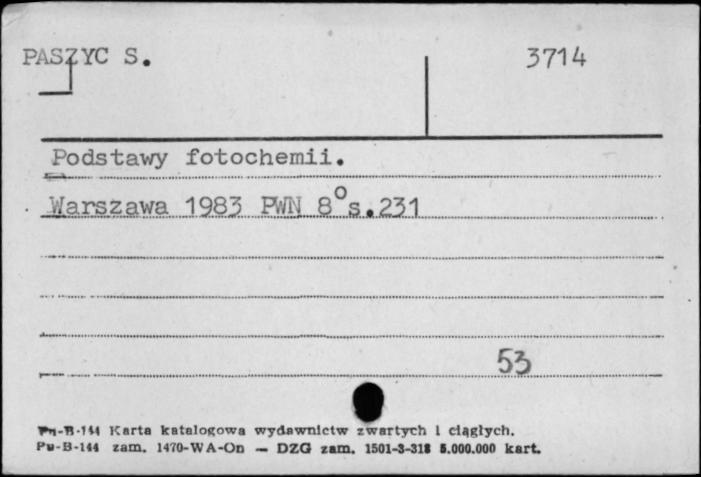 PASZYC S.
3714
Podstawy fotochemii.
Warszawa 1983 PWN 8° s.231
53
Pu-B-144 Karta katalogowa wydawnictw zwartych i ciągłych.
Pu-B-144 zam. 1470-WA-On — DZG zam. 1501-3-318 5.000.000 kart.